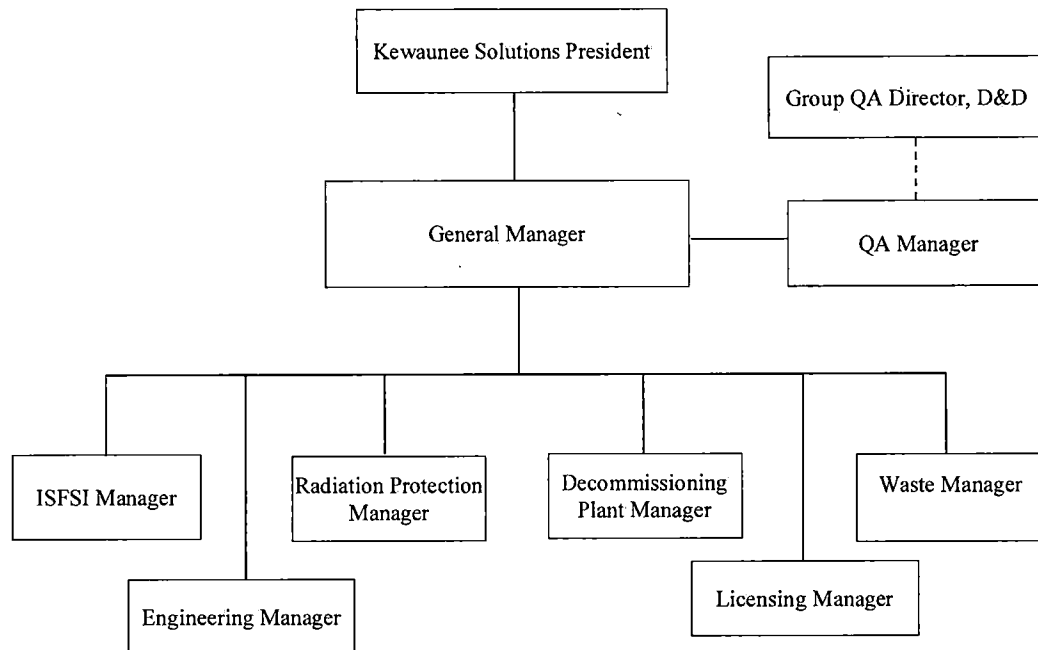 Kewaunee Solutions President
Group QA Director, D&D
General Manager
QA Manager
ISFSI Manager
Radiation Protection
Manager
Decommissioning
Plant Manager
Waste Manager
Engineering Manager
Licensing Manager